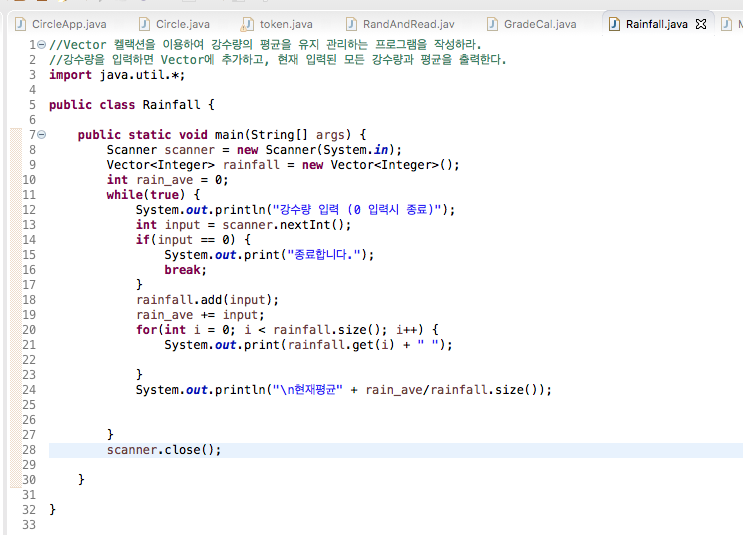 CircleApp.java Circle.java token.java RandAndRead.jav GradeCal.java Rainfall.java
1 //Vector 켈랙션을 이용하여 강수량의 평균을 유지 관리하는 프로그램을 작성하라.
2 //강수량을 입력하면 Vector에 추가하고, 현재 입력된 모든 강수량과 평균을 출력한다.
3 import java.util.*;
4
5 public class Rainfall {
6
7 public static void main(String[] args) {
8 Scanner scanner = new Scanner(System.in);
9 Vector<Integer> rainfall = new Vector<Integer>();
10 int rain_ave = 0;
11 while(true) {
12 System.out.println("강수량 입력 (0 입력시 종료)");
13 int input = scanner.nextInt();
14 if(input == 0) {
15 System.out.print("종료합니다.");
16 break;
17 }
18 rainfall.add(input);
19 rain_ave += input;
20 for(int i = 0; i < rainfall.size(); i++) {
21 System.out.print(rainfall.get(i) + " ");
22
23 }
24 System.out.println("\n현재평균" + rain_ave/rainfall.size());
25
26
27 }
28 scanner.close();
29
30 }
31
32 }
33